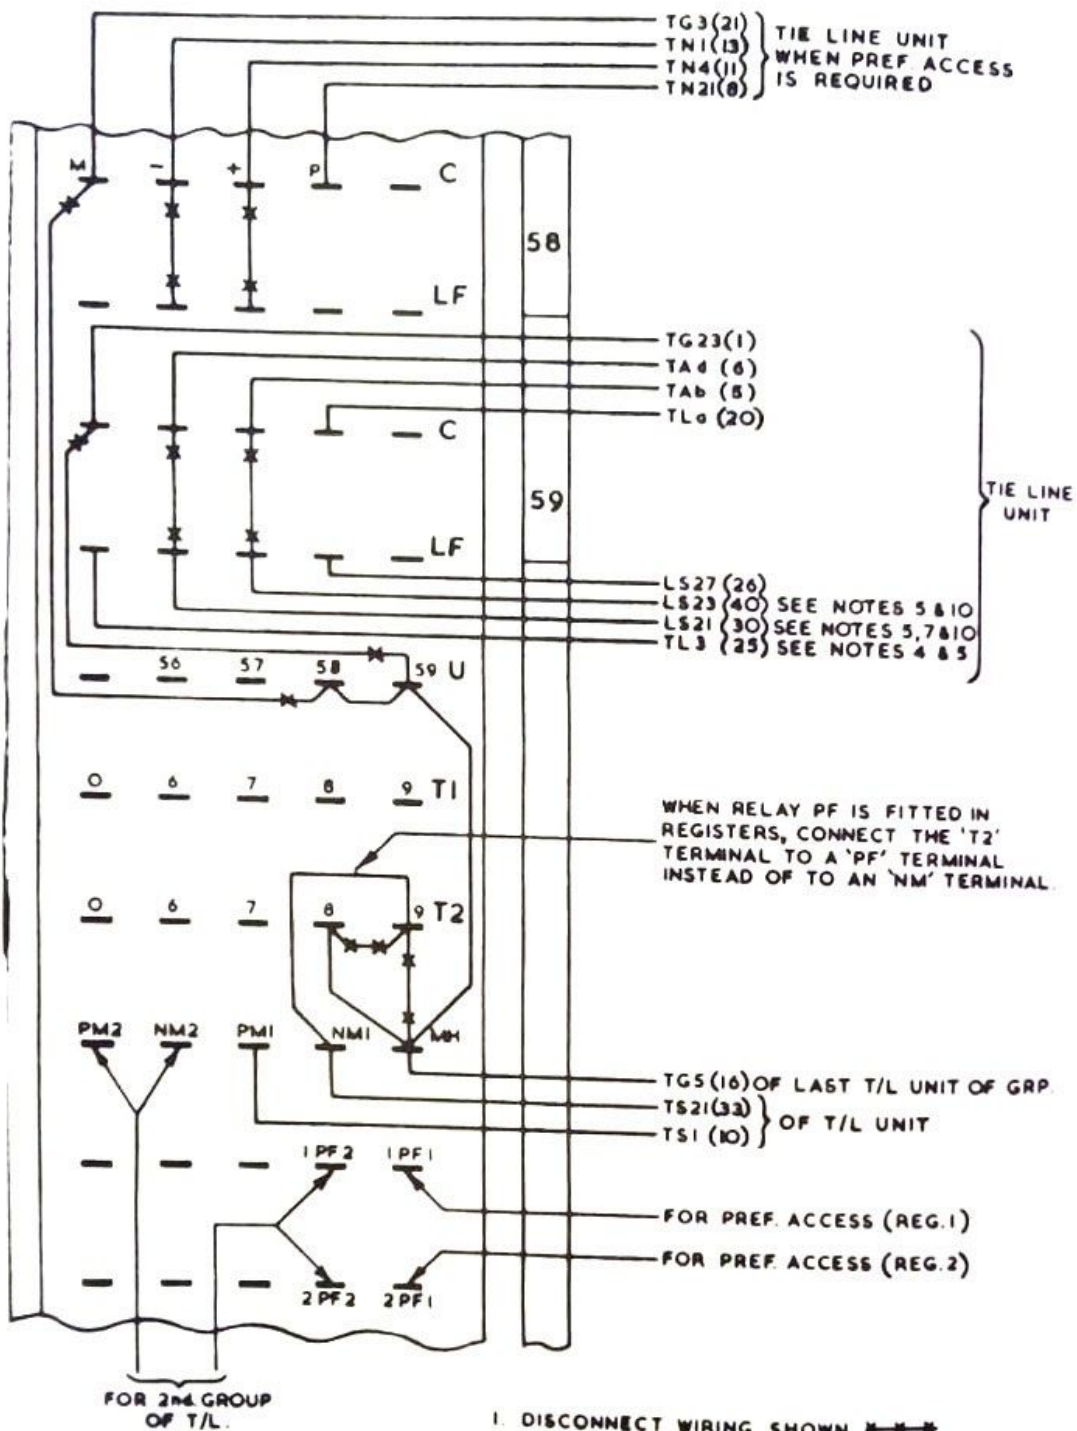 TG3(21)
TN1(13)
TN4(11)
TN21(8)
TIE LINE UNIT
WHEN PREF. ACCESS
IS REQUIRED
M - + P C
58
LF
TG23(1)
TAd (6)
TAb (5)
TLa (20)
C
59
TIE LINE
UNIT
LF
LS27 (26)
LS23 (40) SEE NOTES 5 & 10
LS21 (30) SEE NOTES 5,7 & 10
TL3 (25) SEE NOTES 4 & 5
56 57 58 59 U
0 6 7 8 9 T1
WHEN RELAY PF IS FITTED IN
REGISTERS, CONNECT THE 'T2'
TERMINAL TO A 'PF' TERMINAL
INSTEAD OF TO AN 'NM' TERMINAL.
0 6 7 8 9 T2
PM2 NM2 PM1 NM1 MH
TG5(16) OF LAST T/L UNIT OF GRP.
TS21(33)
TS1 (10)
OF T/L UNIT
1PF2 1PF1
FOR PREF. ACCESS (REG.1)
FOR PREF. ACCESS (REG.2)
2PF2 2PF1
FOR 2nd. GROUP
OF T/L.
1. DISCONNECT WIRING SHOWN